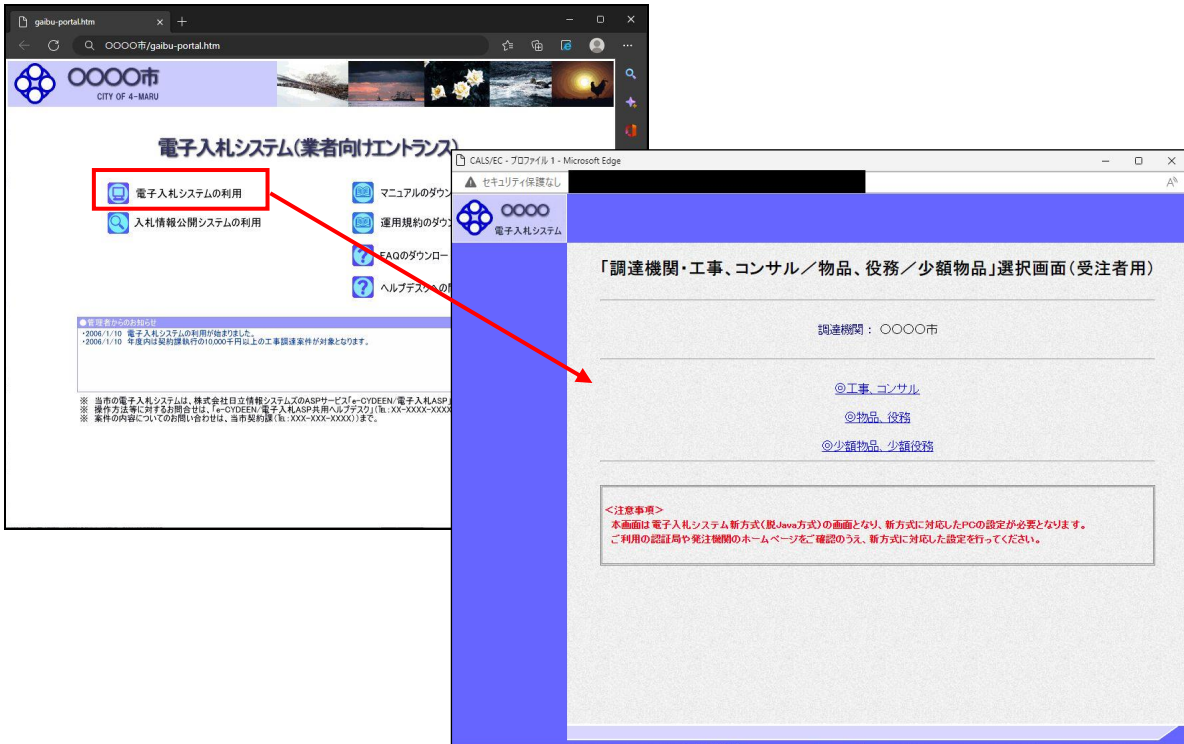 gaibu-portal.htm
〇〇〇〇市/gaibu-portal.htm
〇〇〇〇市
CITY OF 4-MARU
電子入札システム(業者向けエントランス)
電子入札システムの利用
マニュアルのダウン
入札情報公開システムの利用
運用規約のダウン
FAQのダウンロー
ヘルプデスクへの
●管理者からのお知らせ
・2006/1/10 電子入札システムの利用が始まりました。
・2006/1/10 年度内は契約課執行の10,000千円以上の工事調達案件が対象となります。
※ 当市の電子入札システムは、株式会社日立情報システムズのASPサービス「e-CYDEEN/電子入札ASP」
※ 操作方法等に対するお問合せは、「e-CYDEEN/電子入札ASP共用ヘルプデスク」(℡:XX-XXXX-XXXX
※ 案件の内容についてのお問い合わせは、当市契約課(℡:XXX-XXX-XXXX))まで。
CALS/EC - プロファイル 1 - Microsoft Edge
セキュリティ保護なし
〇〇〇〇
電子入札システム
「調達機関・工事、コンサル／物品、役務／少額物品」選択画面(受注者用)
調達機関： 〇〇〇〇市
◎工事、コンサル
◎物品、役務
◎少額物品、少額役務
＜注意事項＞
本画面は電子入札システム新方式(脱Java方式)の画面となり、新方式に対応したPCの設定が必要となります。
ご利用の認証局や発注機関のホームページをご確認のうえ、新方式に対応した設定を行ってください。